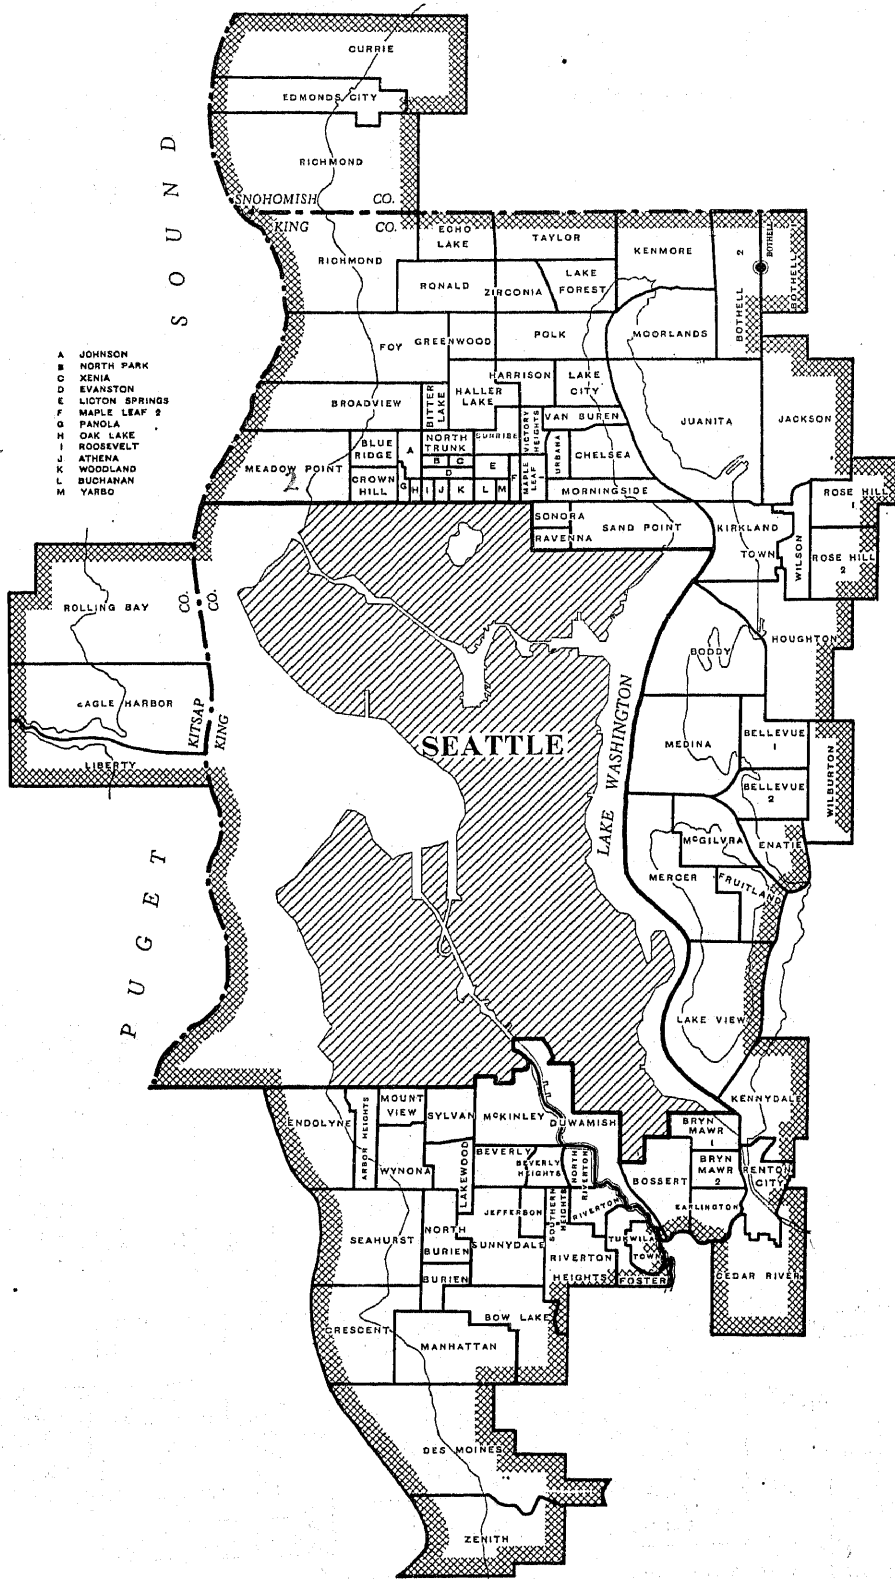 CURRIE
EDMONDS CITY
RICHMOND
SNOHOMISH CO.
KING CO.
PUGET SOUND
ECHO
LAKE
TAYLOR
KENMORE
BOTHELL 2
BOTHELL
BOTHELL 1
RICHMOND
RONALD
ZIRCONIA
LAKE
FOREST
FOY
GREENWOOD
POLK
MOORLANDS
A JOHNSON
B NORTH PARK
C XENIA
D EVANSTON
E LICTON SPRINGS
F MAPLE LEAF 2
G PANOLA
H OAK LAKE
I ROOSEVELT
J ATHENA
K WOODLAND
L BUCHANAN
M YARBO
BROADVIEW
BITTER
LAKE
HALLER
LAKE
HARRISON
LAKE
CITY
JUANITA
JACKSON
MEADOW POINT
2
BLUE
RIDGE
CROWN
HILL
A
NORTH
TRUNK
B
C
D
SUNRISE
E
F
G
H
I
J
K
L
M
VICTORY
HEIGHTS
MAPLE
LEAF 1
VAN BUREN
URBANA
CHELSEA
MORNINGSIDE
SONORA
RAVENNA
SAND POINT
KIRKLAND
TOWN
WILSON
ROSE HILL
1
ROSE HILL
2
ROLLING BAY
CO.
CO.
EAGLE HARBOR
KITSAP
KING
LIBERTY
SEATTLE
LAKE WASHINGTON
BODDY
HOUGHTON
MEDINA
BELLEVUE
1
BELLEVUE
2
WILBURTON
McGILVRA
ENATIE
MERCER
FRUITLAND
LAKE VIEW
KENNYDALE
ENDOLYNE
ARBOR HEIGHTS
MOUNT
VIEW
WYNONA
SYLVAN
LAKEWOOD
McKINLEY
DUWAMISH
BEVERLY
BEVERLY
HEIGHTS
NORTH
RIVERTON
BRYN
MAWR
1
BRYN
MAWR
2
BOSSERT
RENTON
CITY
EARLINGTON
SEAHURST
NORTH
BURIEN
BURIEN
JEFFERSON
SUNNYDALE
SOUTHERN
HEIGHTS
RIVERTON
RIVERTON
HEIGHTS
TUKWILA
TOWN
FOSTER
CEDAR RIVER
CRESCENT
MANHATTAN
BOW LAKE
DES MOINES
ZENITH